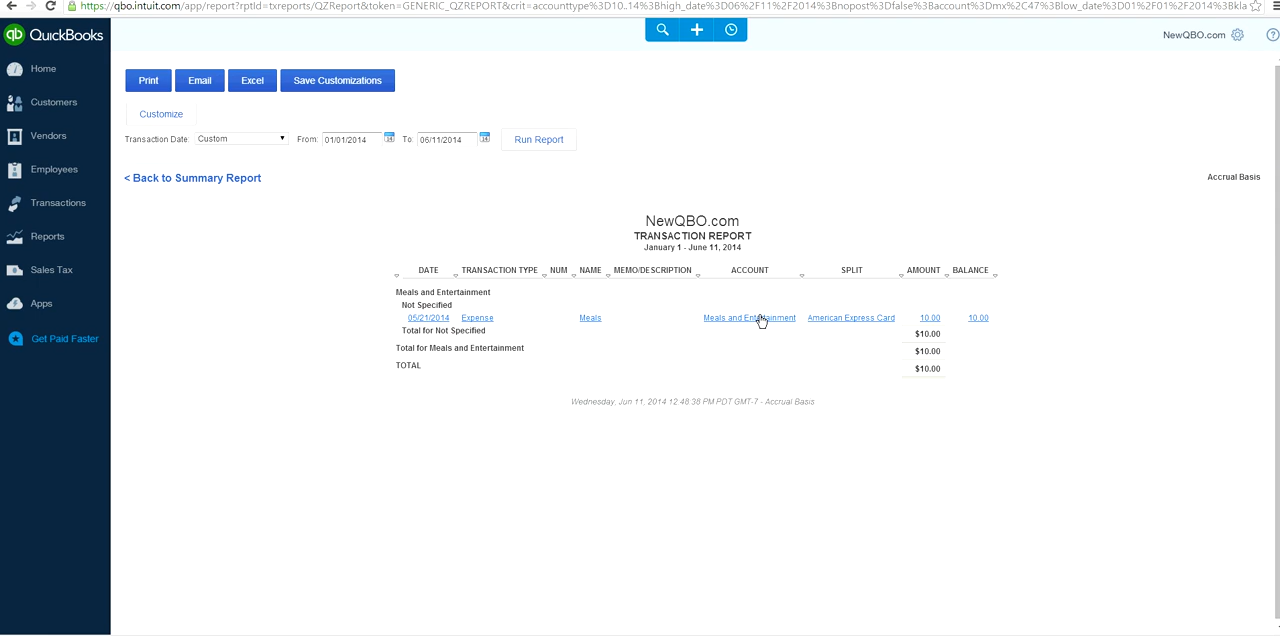 https://qbo.intuit.com/app/report?rptId=txreports/QZReport&token=GENERIC_QZREPORT&crit=accounttype%3D10..14%3Bhigh_date%3D06%2F11%2F2014%3Bnopost%3Dfalse%3Baccount%3Dmx%2C47%3Blow_date%3D01%2F01%2F2014%3Bkla
qb QuickBooks
NewQBO.com
Home
Customers
Vendors
Employees
Transactions
Reports
Sales Tax
Apps
Get Paid Faster
Print Email Excel Save Customizations
Customize
Transaction Date: Custom From: 01/01/2014 To: 06/11/2014 Run Report
< Back to Summary Report
Accrual Basis
NewQBO.com
TRANSACTION REPORT
January 1 - June 11, 2014
DATE TRANSACTION TYPE NUM NAME MEMO/DESCRIPTION ACCOUNT SPLIT AMOUNT BALANCE
Meals and Entertainment
Not Specified
05/21/2014 Expense Meals Meals and Entertainment American Express Card 10.00 10.00
Total for Not Specified $10.00
Total for Meals and Entertainment $10.00
TOTAL $10.00
Wednesday, Jun 11, 2014 12:48:38 PM PDT GMT-7 - Accrual Basis